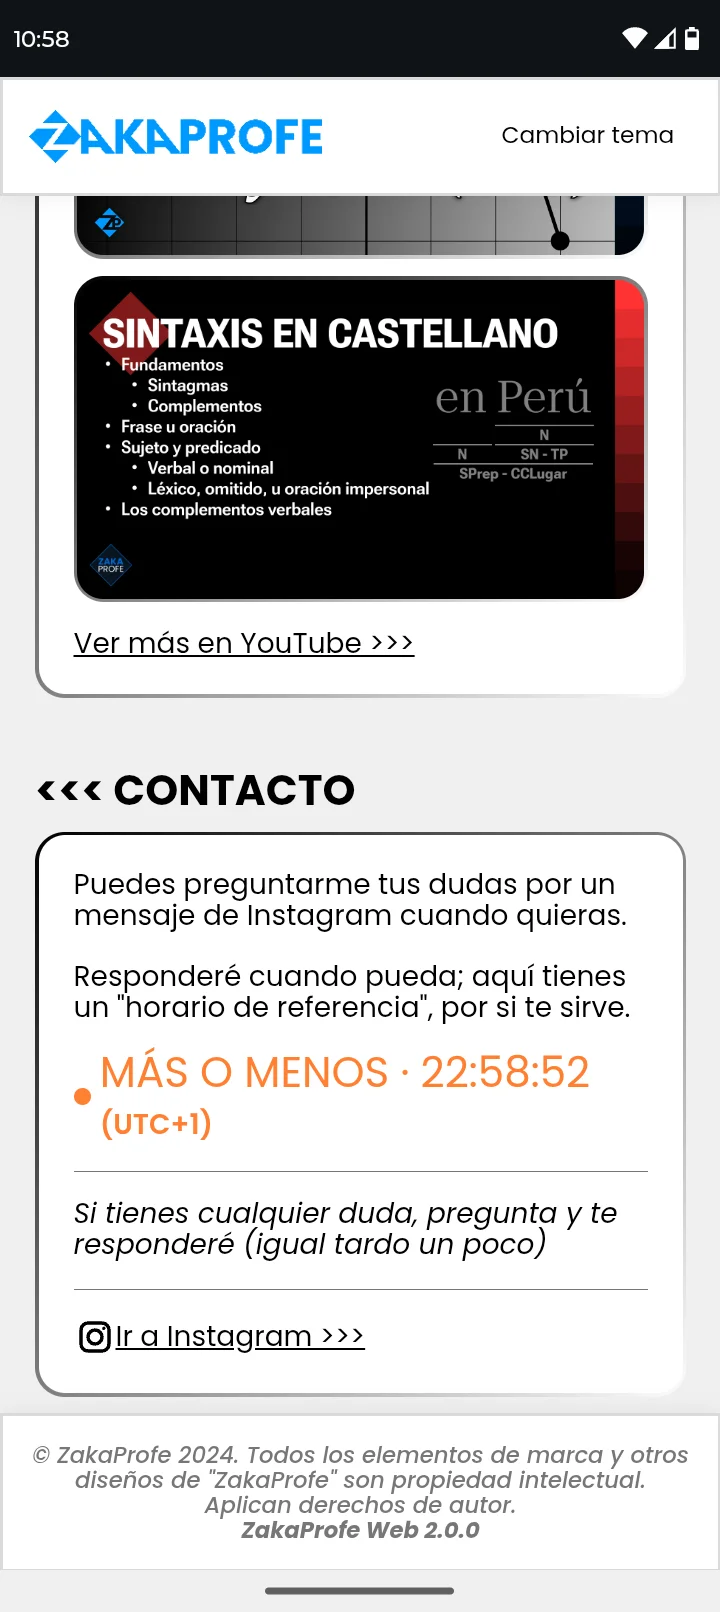 10:58
ZAKAPROFE
Cambiar tema
SINTAXIS EN CASTELLANO
• Fundamentos
• Sintagmas
• Complementos
• Frase u oración
• Sujeto y predicado
• Verbal o nominal
• Léxico, omitido, u oración impersonal
• Los complementos verbales
en Perú
N
N SN - TP
SPrep - CCLugar
ZAKA
PROFE
Ver más en YouTube >>>
<<< CONTACTO
Puedes preguntarme tus dudas por un
mensaje de Instagram cuando quieras.
Responderé cuando pueda; aquí tienes
un "horario de referencia", por si te sirve.
MÁS O MENOS · 22:58:52
(UTC+1)
Si tienes cualquier duda, pregunta y te
responderé (igual tardo un poco)
Ir a Instagram >>>
© ZakaProfe 2024. Todos los elementos de marca y otros
diseños de "ZakaProfe" son propiedad intelectual.
Aplican derechos de autor.
ZakaProfe Web 2.0.0